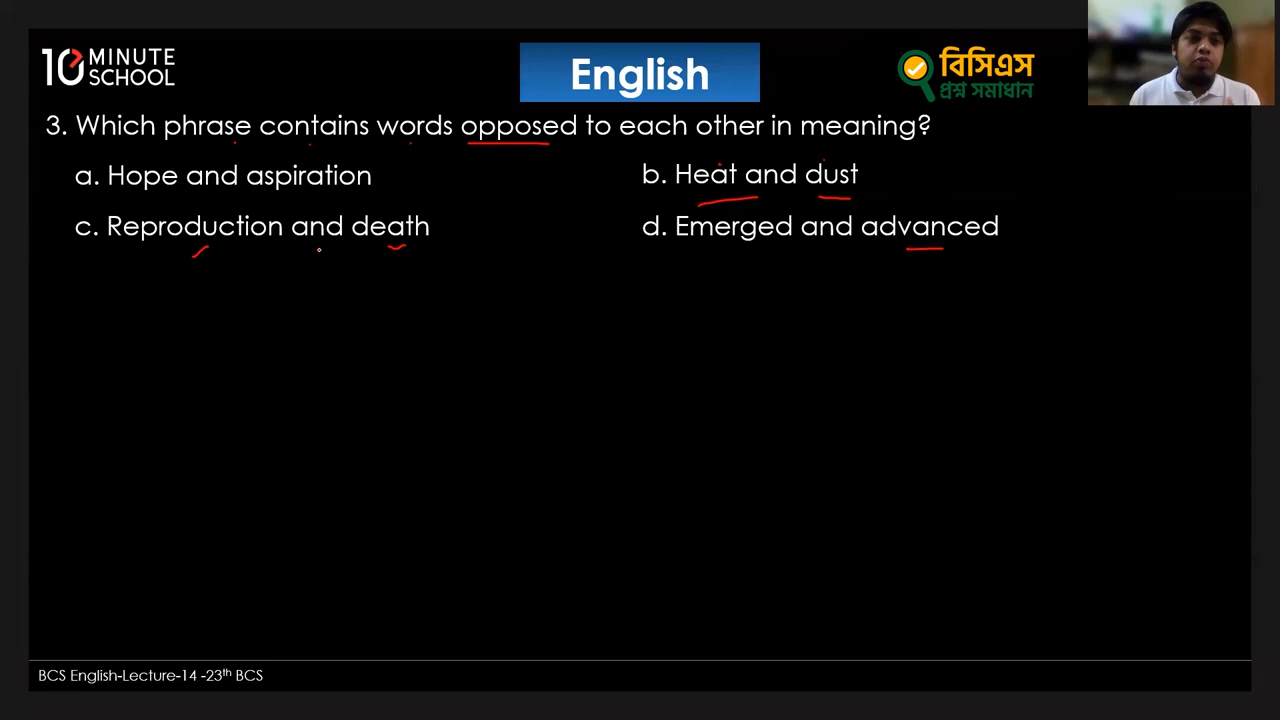 10 MINUTE SCHOOL
English
বিসিএস
প্রশ্ন সমাধান
3. Which phrase contains words opposed to each other in meaning?
a. Hope and aspiration
b. Heat and dust
c. Reproduction and death
d. Emerged and advanced
BCS English-Lecture-14 -23th BCS